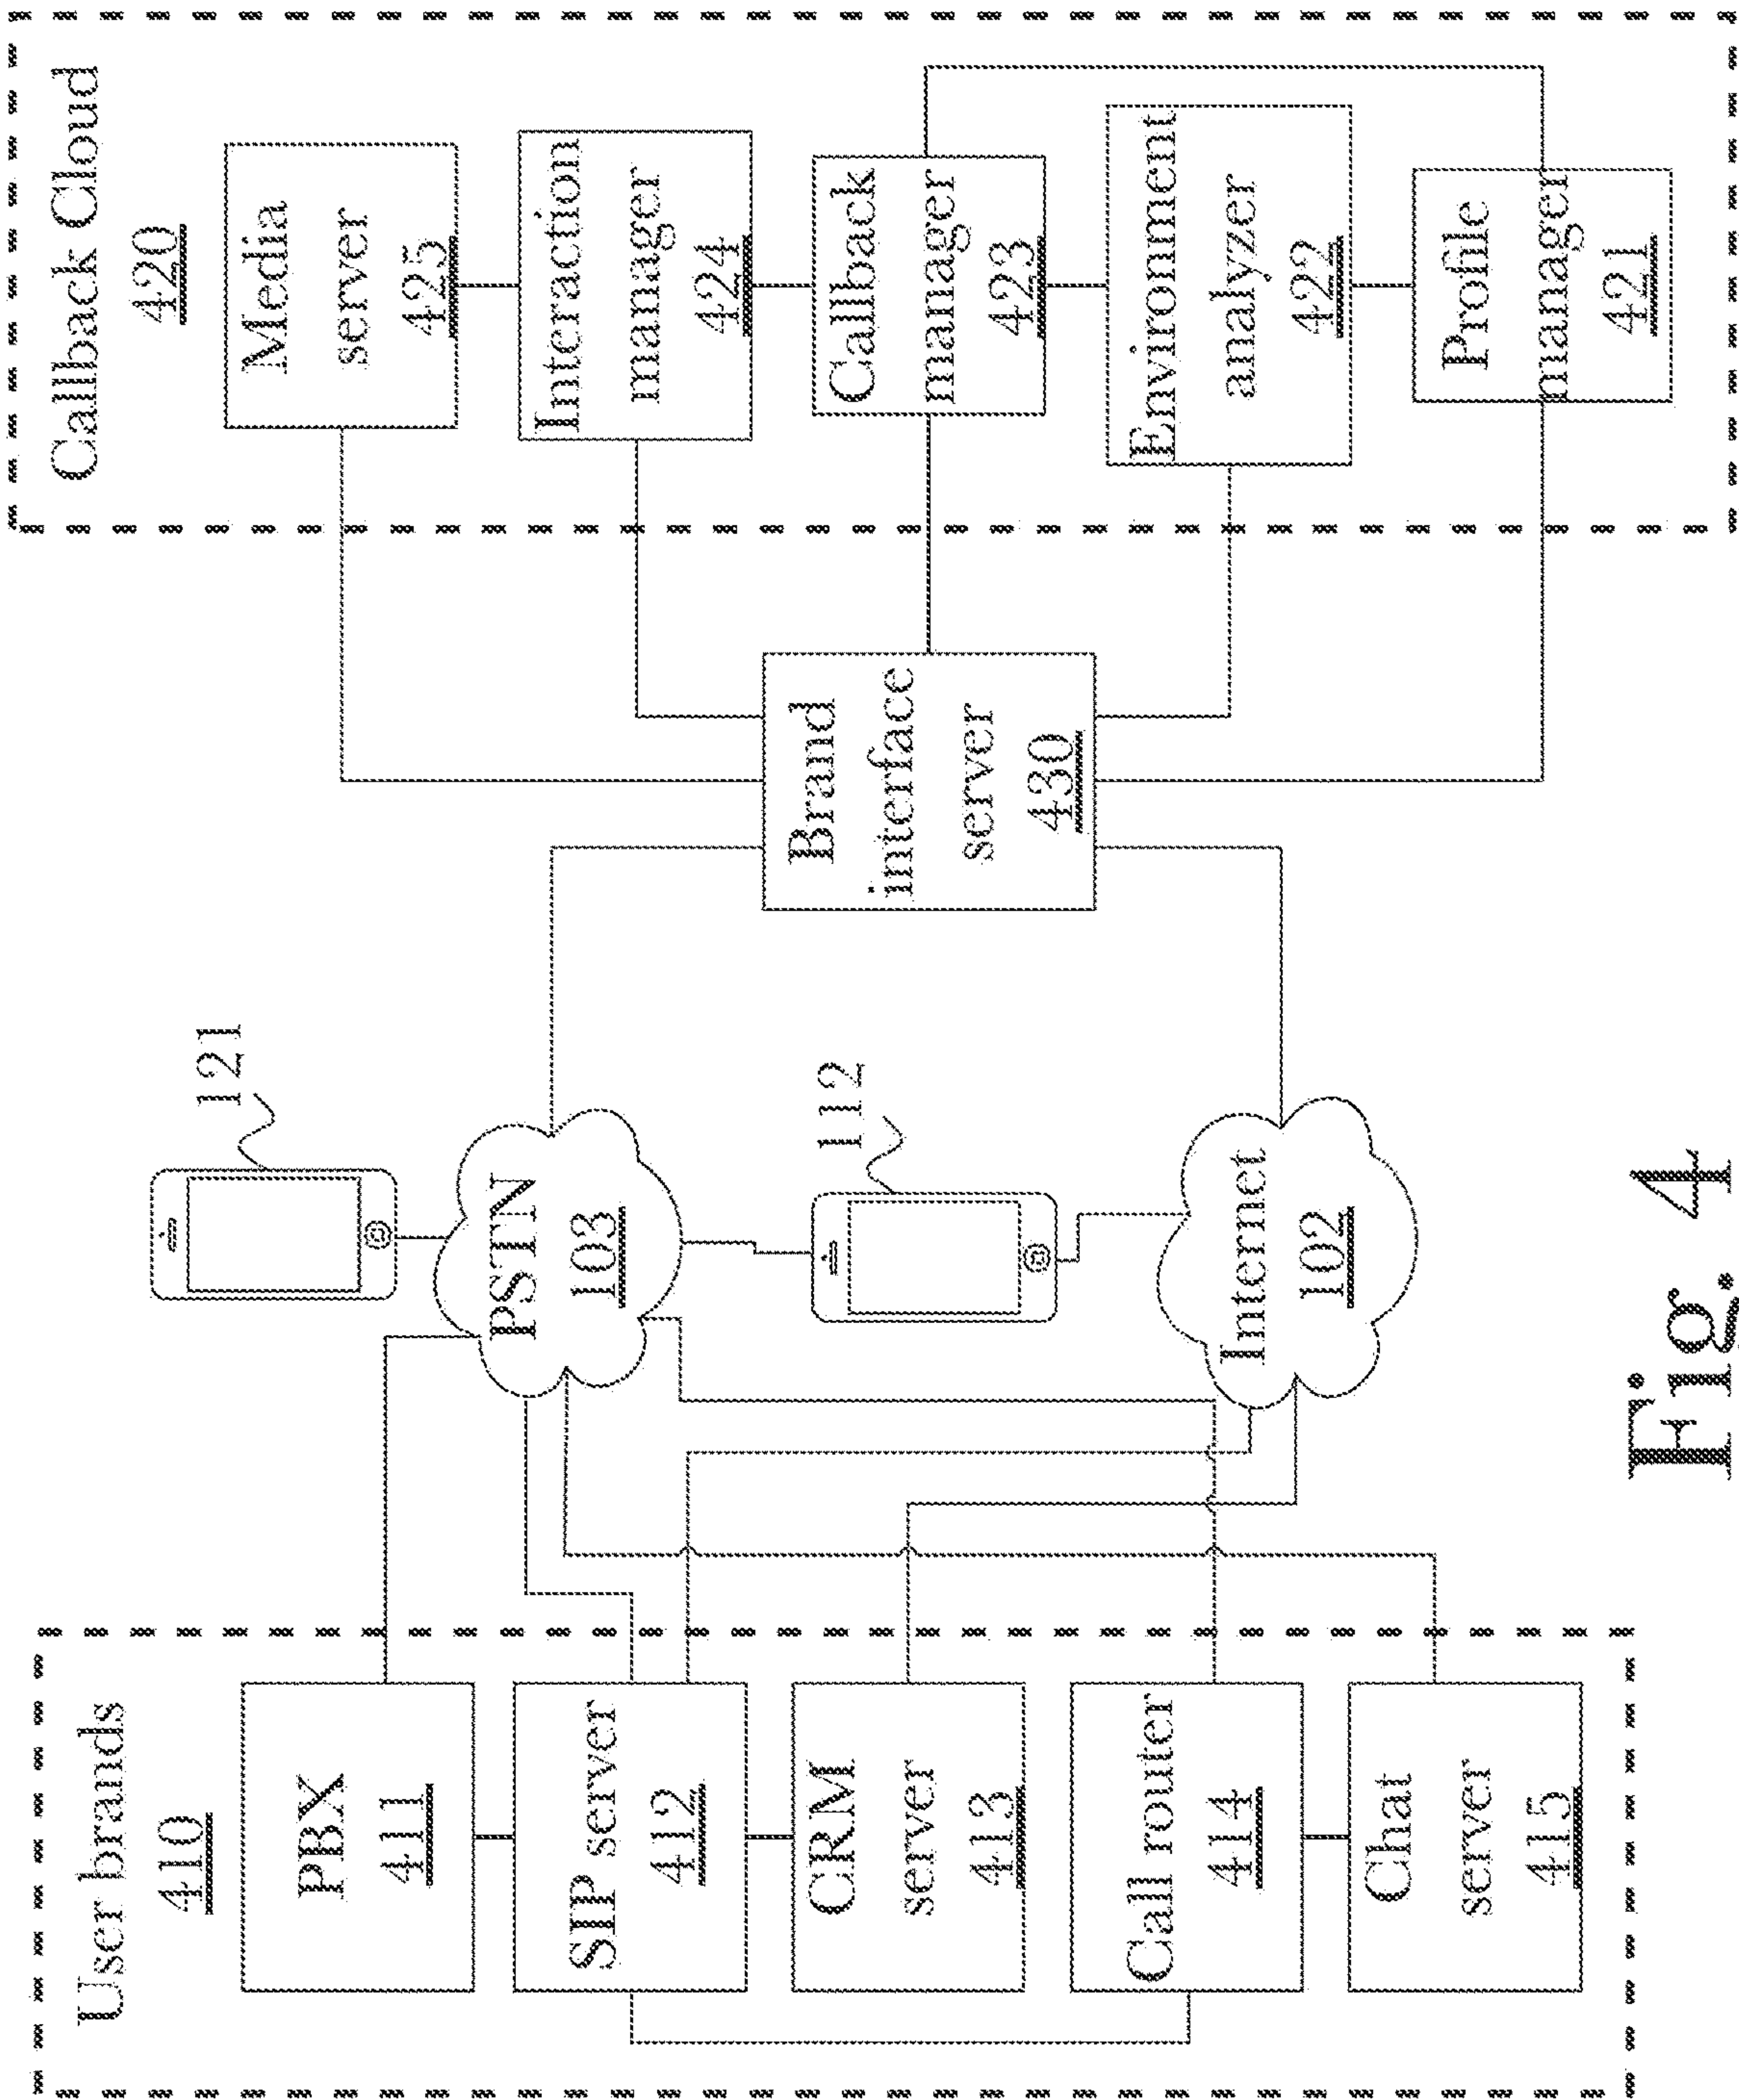 User brands
410
PBX
411
SIP server
412
CRM
server
413
Call router
414
Chat
server
415
121
PSTN
103
112
Internet
102
Brand
interface
server
430
Callback Cloud
420
Media
server
425
Interaction
manager
424
Callback
manager
423
Environment
analyzer
422
Profile
manager
421
Fig. 4